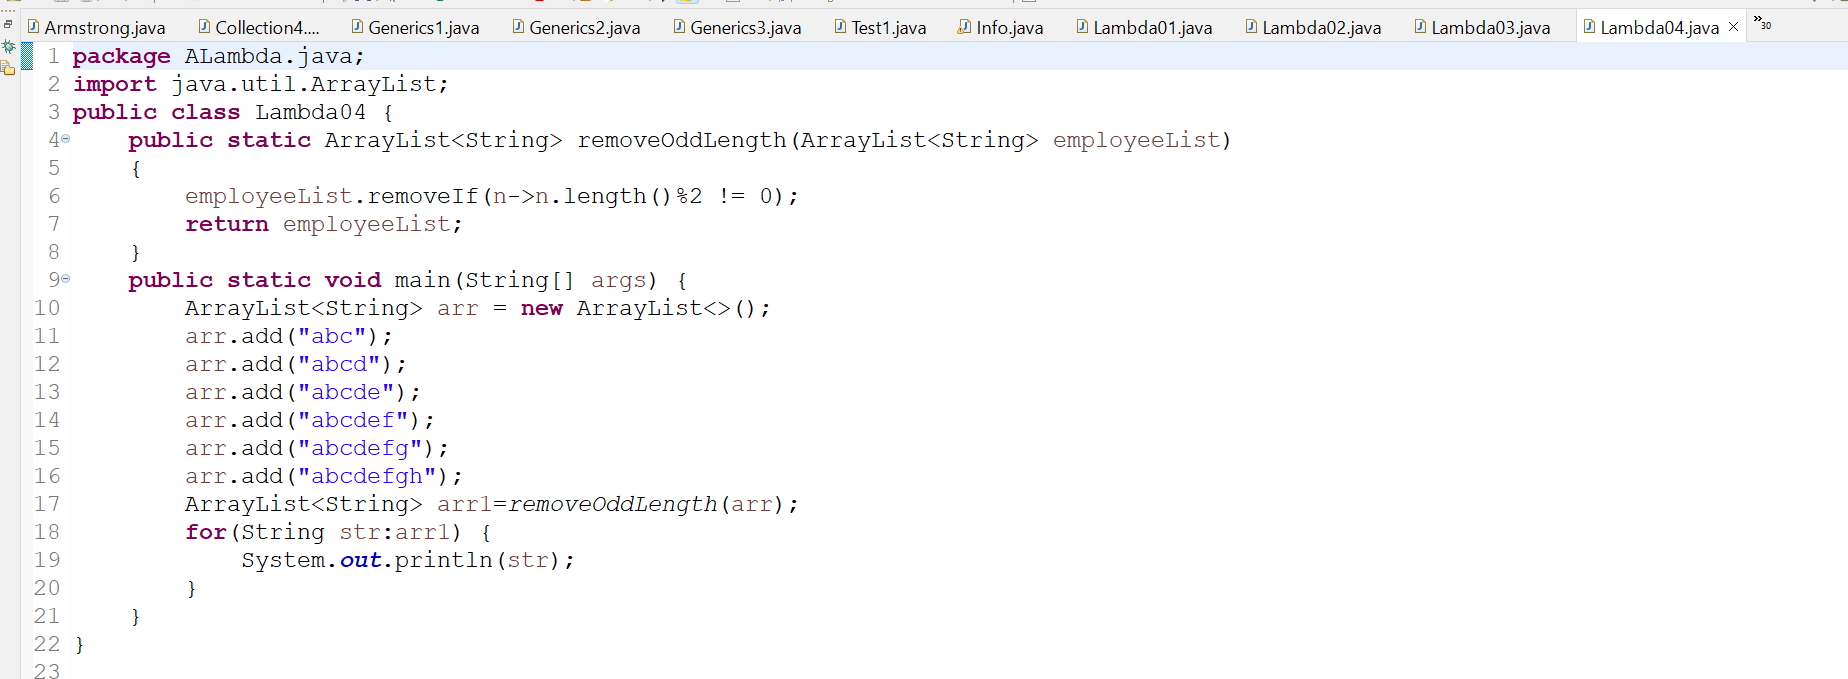 Armstrong.java Collection4.... Generics1.java Generics2.java Generics3.java Test1.java Info.java Lambda01.java Lambda02.java Lambda03.java Lambda04.java 30
1 package ALambda.java;
2 import java.util.ArrayList;
3 public class Lambda04 {
4 public static ArrayList<String> removeOddLength(ArrayList<String> employeeList)
5 {
6 employeeList.removeIf(n->n.length()%2 != 0);
7 return employeeList;
8 }
9 public static void main(String[] args) {
10 ArrayList<String> arr = new ArrayList<>();
11 arr.add("abc");
12 arr.add("abcd");
13 arr.add("abcde");
14 arr.add("abcdef");
15 arr.add("abcdefg");
16 arr.add("abcdefgh");
17 ArrayList<String> arr1=removeOddLength(arr);
18 for(String str:arr1) {
19 System.out.println(str);
20 }
21 }
22 }
23